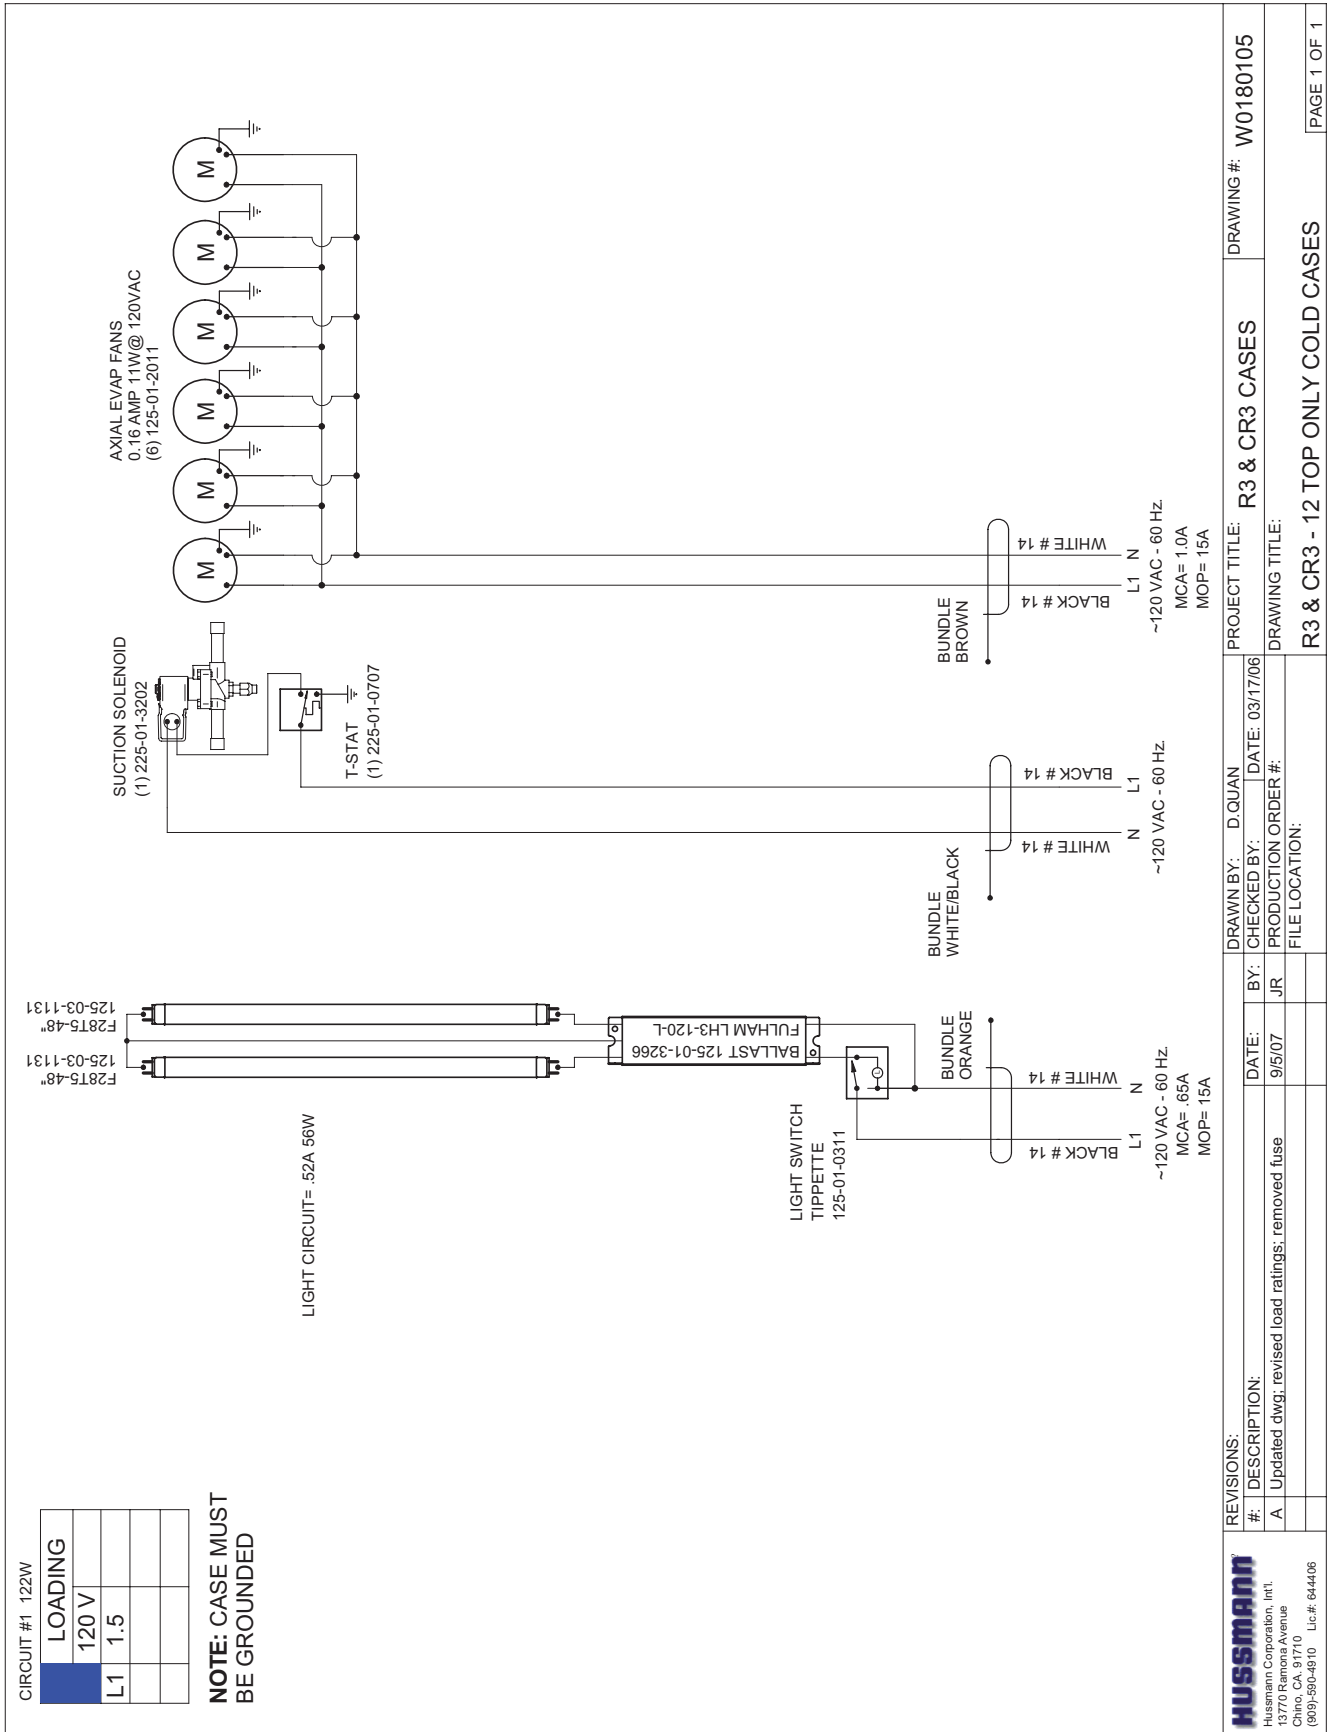 CIRCUIT #1 122W
LOADING
120 V
L1 1.5
NOTE: CASE MUST
BE GROUNDED
LIGHT CIRCUIT= .52A 56W
F28T5-48"
125-03-1131
F28T5-48"
125-03-1131
BALLAST 125-01-3266
FULHAM LH3-120-L
LIGHT SWITCH
TIPPETTE
125-01-0311
L
BUNDLE
ORANGE
BLACK # 14
WHITE # 14
L1 N
~120 VAC - 60 Hz.
MCA= .65A
MOP= 15A
SUCTION SOLENOID
(1) 225-01-3202
T-STAT
(1) 225-01-0707
BUNDLE
WHITE/BLACK
WHITE # 14
BLACK # 14
N L1
~120 VAC - 60 Hz.
AXIAL EVAP FANS
0.16 AMP 11W@ 120VAC
(6) 125-01-2011
M M M M M M
BUNDLE
BROWN
BLACK # 14
WHITE # 14
L1 N
~120 VAC - 60 Hz.
MCA= 1.0A
MOP= 15A
HUSSMANN
Hussmann Corporation, Int'l.
13770 Ramona Avenue
Chino, CA. 91710
(909)-590-4910 Lic.#: 644406
REVISIONS:
#: DESCRIPTION: DATE: BY:
A Updated dwg; revised load ratings; removed fuse 9/5/07 JR
DRAWN BY: D.QUAN
CHECKED BY: DATE: 03/17/06
PRODUCTION ORDER #:
FILE LOCATION:
PROJECT TITLE:
R3 & CR3 CASES
DRAWING #: W0180105
DRAWING TITLE:
R3 & CR3 - 12 TOP ONLY COLD CASES
PAGE 1 OF 1